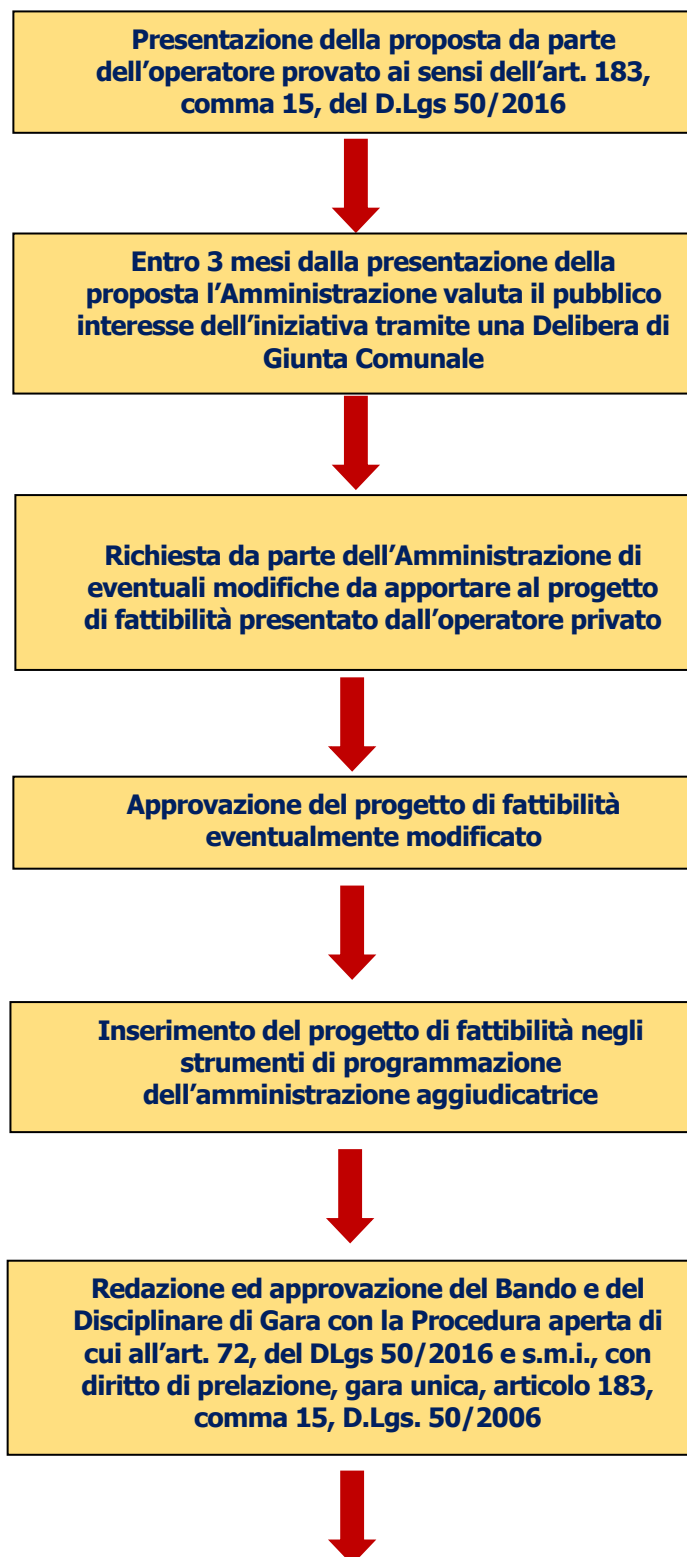 Presentazione della proposta da parte
dell’operatore provato ai sensi dell’art. 183,
comma 15, del D.Lgs 50/2016
Entro 3 mesi dalla presentazione della
proposta l’Amministrazione valuta il pubblico
interesse dell’iniziativa tramite una Delibera di
Giunta Comunale
Richiesta da parte dell’Amministrazione di
eventuali modifiche da apportare al progetto
di fattibilità presentato dall’operatore privato
Approvazione del progetto di fattibilità
eventualmente modificato
Inserimento del progetto di fattibilità negli
strumenti di programmazione
dell’amministrazione aggiudicatrice
Redazione ed approvazione del Bando e del
Disciplinare di Gara con la Procedura aperta di
cui all’art. 72, del DLgs 50/2016 e s.m.i., con
diritto di prelazione, gara unica, articolo 183,
comma 15, D.Lgs. 50/2006